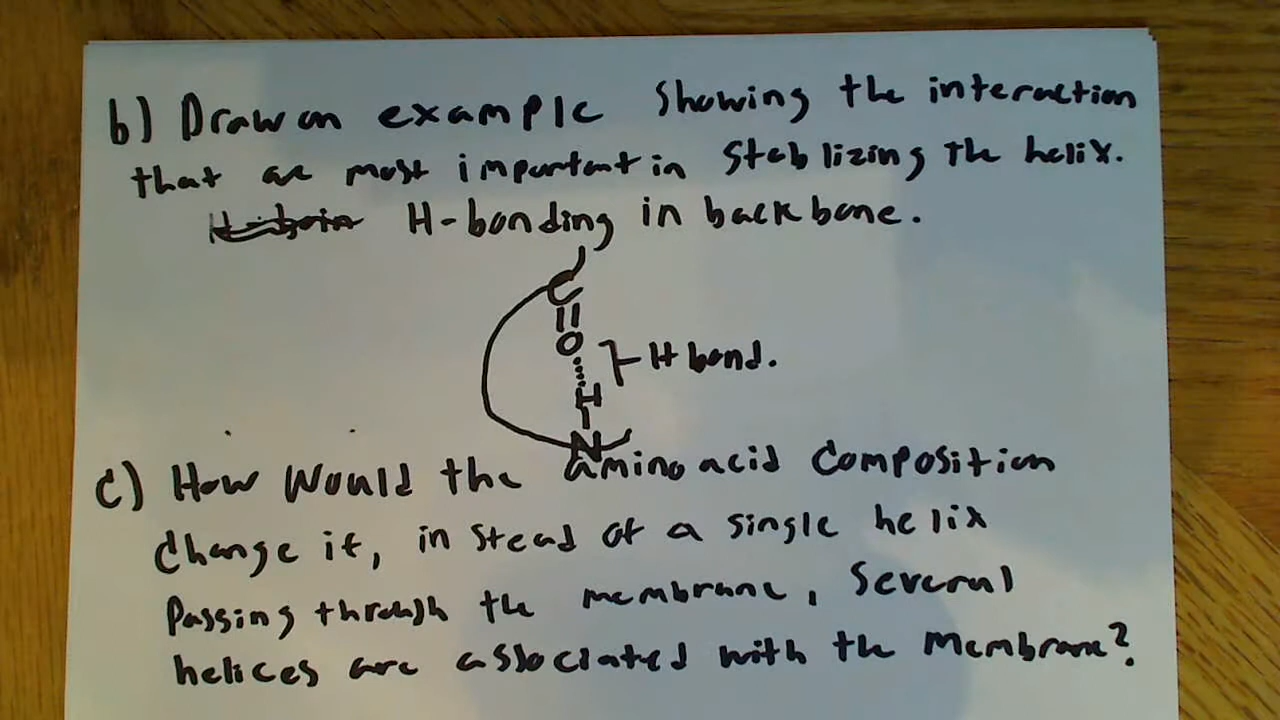 b) Draw an example showing the interaction
that are most important in stabilizing the helix.
H-bonding in backbone.
C
O
H bond.
H
N
c) How would the amino acid composition
change if, instead of a single helix
passing through the membrane, several
helices are associated with the membrane?